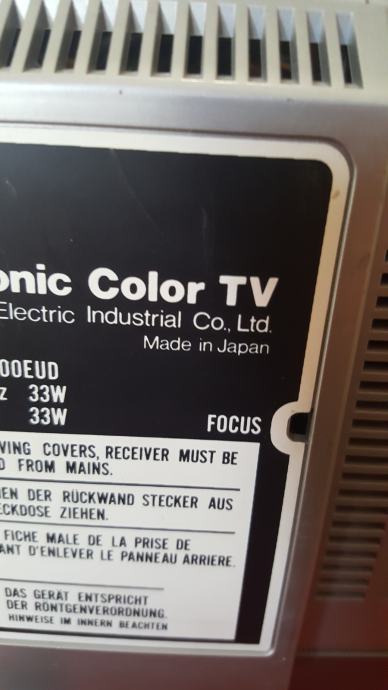 onic Color TV
Electric Industrial Co., Ltd.
Made in Japan
00EUD
z 33W
33W
FOCUS
VING COVERS, RECEIVER MUST BE
D FROM MAINS.
EN DER RÜCKWAND STECKER AUS
ECKDOSE ZIEHEN.
FICHE MALE DE LA PRISE DE
ANT D'ENLEVER LE PANNEAU ARRIERE.
DAS GERÄT ENTSPRICHT
DER RÖNTGENVERORDNUNG.
HINWEISE IM INNERN BEACHTEN